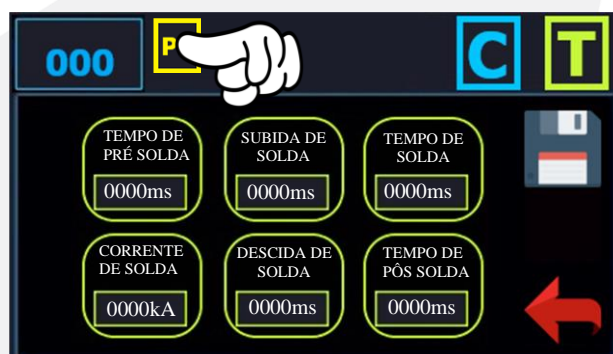 000
P
C
T
TEMPO DE
PRÉ SOLDA
0000ms
SUBIDA DE
SOLDA
0000ms
TEMPO DE
SOLDA
0000ms
CORRENTE
DE SOLDA
0000kA
DESCIDA DE
SOLDA
0000ms
TEMPO DE
PÔS SOLDA
0000ms